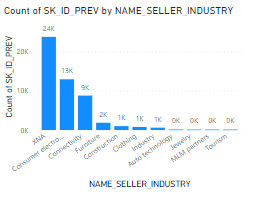 Count of SK_ID_PREV by NAME_SELLER_INDUSTRY
Count of SK_ID_PREV
20K
10K
0K
24K
13K
9K
2K
1K
1K
1K
0K
0K
0K
0K
XNA
Consumer electro...
Connectivity
Furniture
Construction
Clothing
Industry
Auto technology
Jewelry
MLM partners
Tourism
NAME_SELLER_INDUSTRY